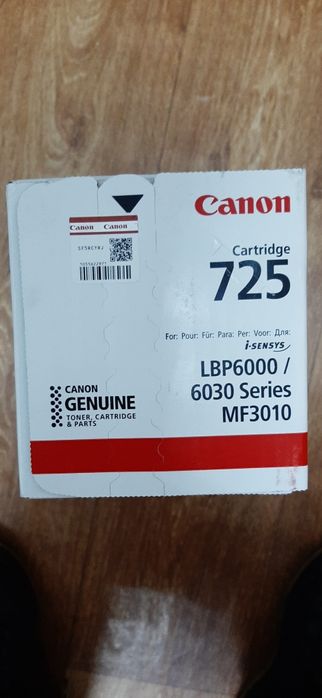 Canon
Canon Canon
SF5RCYRJ
Cartridge
725
For: Pour: Für: Para: Per: Voor: Для:
i-SENSYS
LBP6000 /
6030 Series
MF3010
CANON
GENUINE
TONER, CARTRIDGE
& PARTS